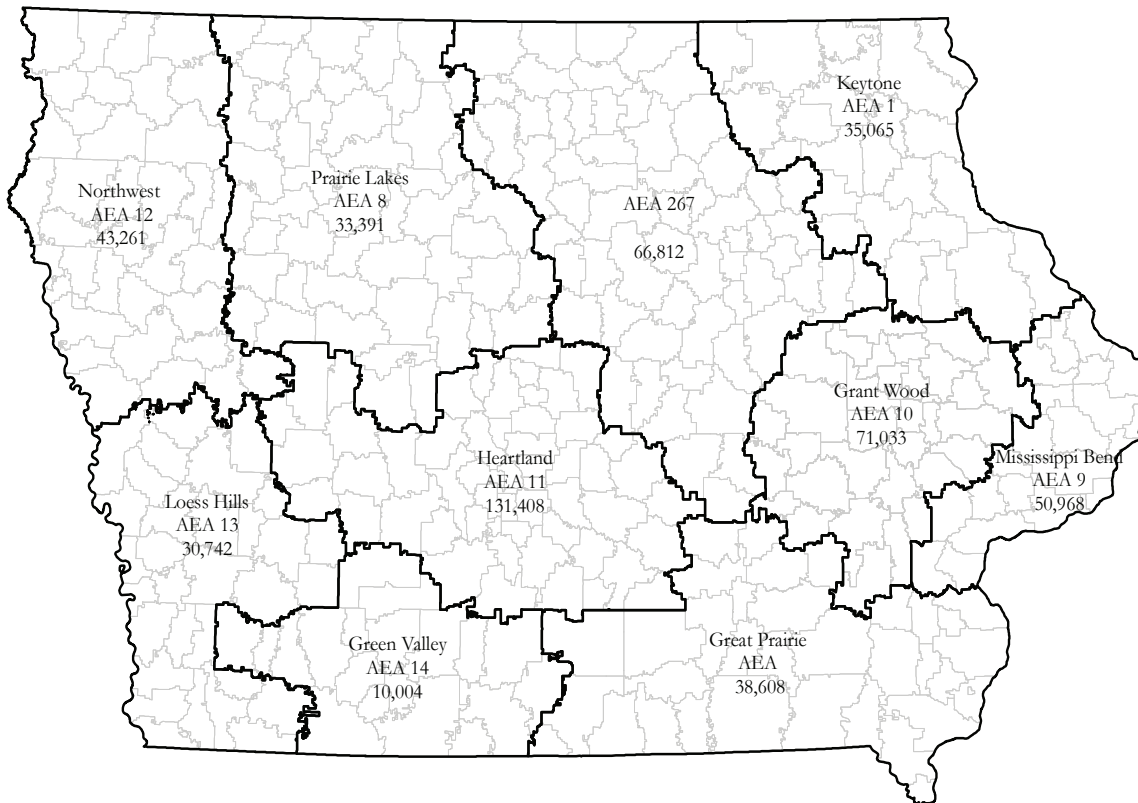 Keytone
AEA 1
35,065
Northwest
AEA 12
43,261
Prairie Lakes
AEA 8
33,391
AEA 267
66,812
Grant Wood
AEA 10
71,033
Mississippi Bend
AEA 9
50,968
Heartland
AEA 11
131,408
Loess Hills
AEA 13
30,742
Green Valley
AEA 14
10,004
Great Prairie
AEA
38,608